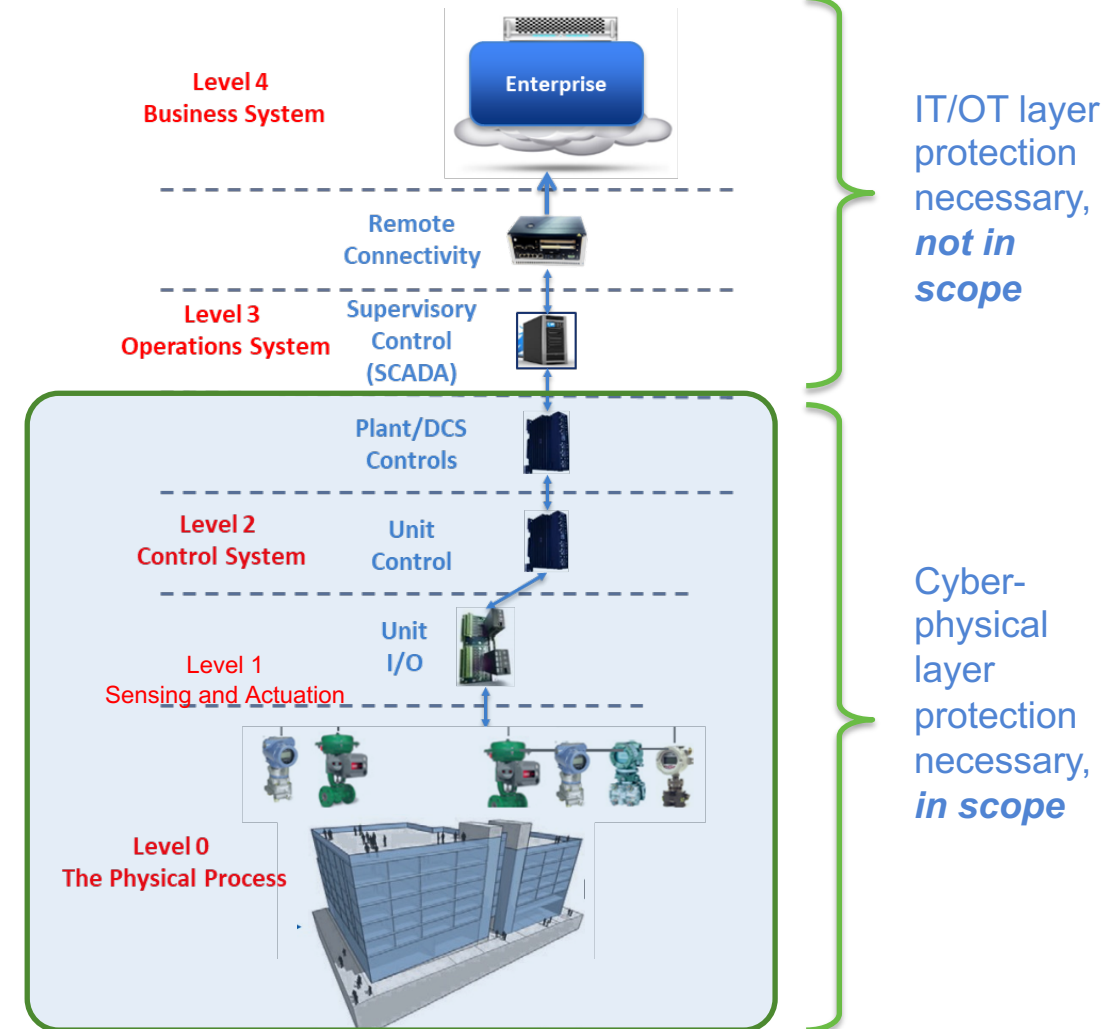 Level 4
Business System
Enterprise
IT/OT layer
protection
necessary,
not in
scope
Remote
Connectivity
Level 3
Operations System
Supervisory
Control
(SCADA)
Plant/DCS
Controls
Level 2
Control System
Unit
Control
Cyber-
physical
layer
protection
necessary,
in scope
Unit
I/O
Level 1
Sensing and Actuation
Level 0
The Physical Process